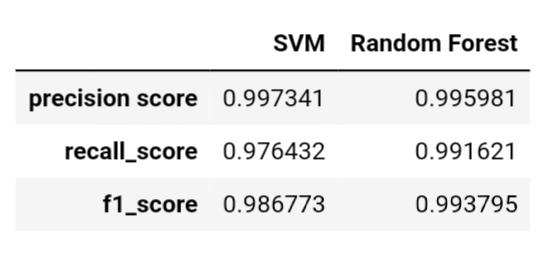 SVM Random Forest
precision score 0.997341 0.995981
recall_score 0.976432 0.991621
f1_score 0.986773 0.993795